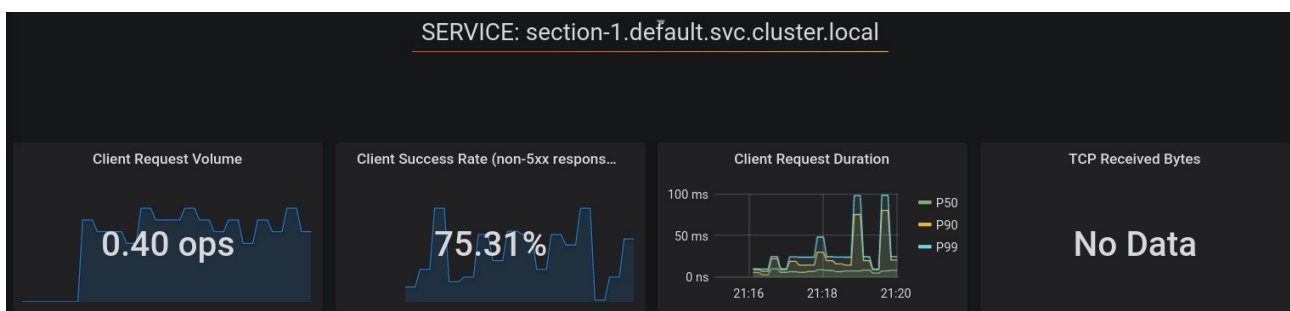 SERVICE: section-1.default.svc.cluster.local
Client Request Volume
0.40 ops
Client Success Rate (non-5xx respons...
75.31%
Client Request Duration
100 ms
50 ms
0 ns
21:16
21:18
21:20
P50
P90
P99
TCP Received Bytes
No Data